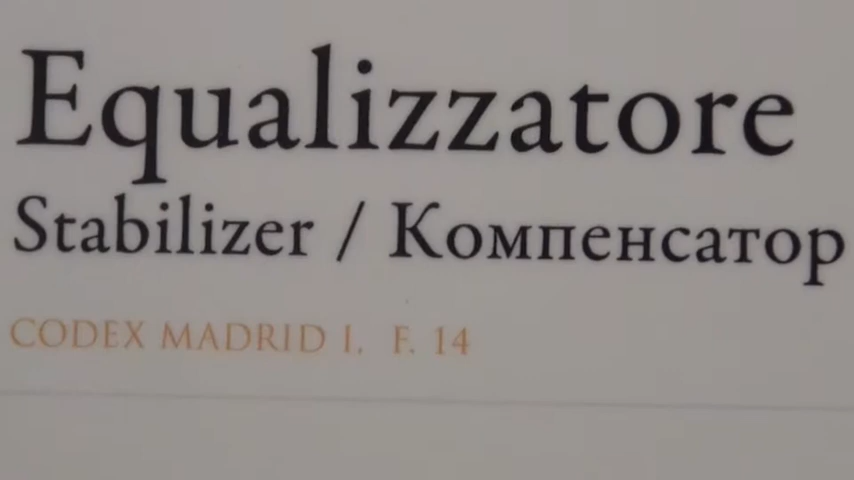 Equalizzatore
Stabilizer / Компенсатор
CODEX MADRID I, F. 14